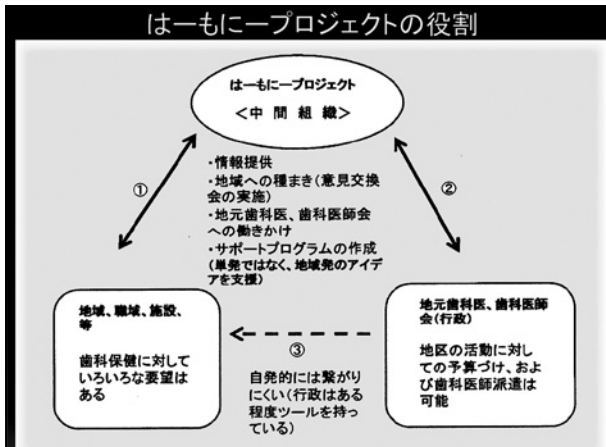 はーもにープロジェクトの役割
はーもにープロジェクト
＜中 間 組 織＞
①
②
・情報提供
・地域への種まき(意見交換
会の実施)
・地元歯科医、歯科医師会
への働きかけ
・サポートプログラムの作成
(単発ではなく、地域発のアイデ
アを支援)
地域、職域、施設、
等
歯科保健に対して
いろいろな要望は
ある
地元歯科医、歯科医師
会(行政)
地区の活動に対し
ての予算づけ、およ
び歯科医師派遣は
可能
③
自発的には繋がり
にくい(行政はある
程度ツールを持っ
ている)